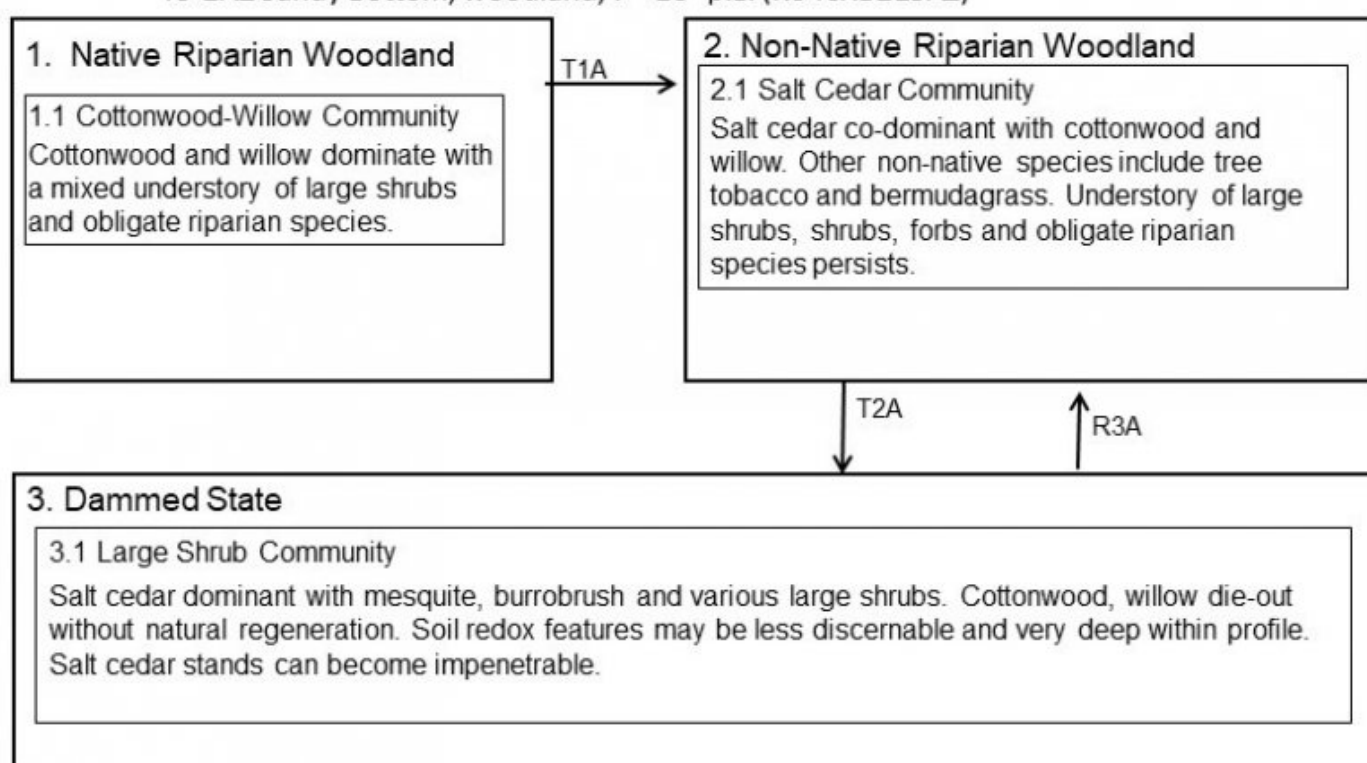 1. Native Riparian Woodland
1.1 Cottonwood-Willow Community
Cottonwood and willow dominate with
a mixed understory of large shrubs
and obligate riparian species.
T1A
2. Non-Native Riparian Woodland
2.1 Salt Cedar Community
Salt cedar co-dominant with cottonwood and
willow. Other non-native species include tree
tobacco and bermudagrass. Understory of large
shrubs, shrubs, forbs and obligate riparian
species persists.
T2A
R3A
3. Dammed State
3.1 Large Shrub Community
Salt cedar dominant with mesquite, burrobrush and various large shrubs. Cottonwood, willow die-out
without natural regeneration. Soil redox features may be less discernable and very deep within profile.
Salt cedar stands can become impenetrable.